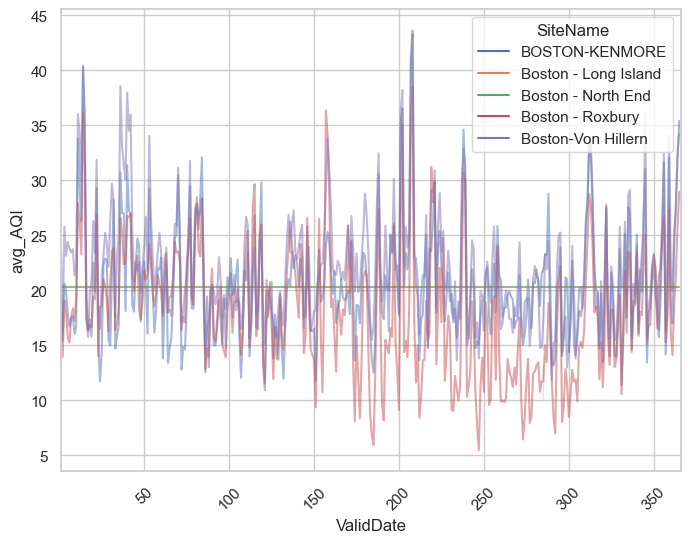 45
40
35
30
25
20
15
10
5
avg_AQI
SiteName
BOSTON-KENMORE
Boston - Long Island
Boston - North End
Boston - Roxbury
Boston-Von Hillern
50
100
150
200
250
300
350
ValidDate